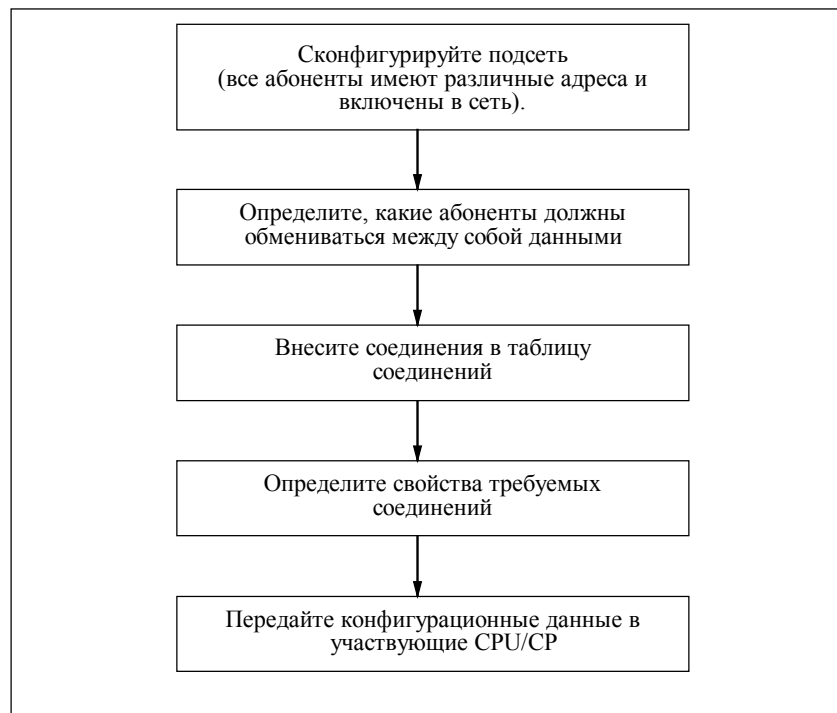 Сконфигурируйте подсеть
(все абоненты имеют различные адреса и
включены в сеть).
Определите, какие абоненты должны
обмениваться между собой данными
Внесите соединения в таблицу
соединений
Определите свойства требуемых
соединений
Передайте конфигурационные данные в
участвующие CPU/CP